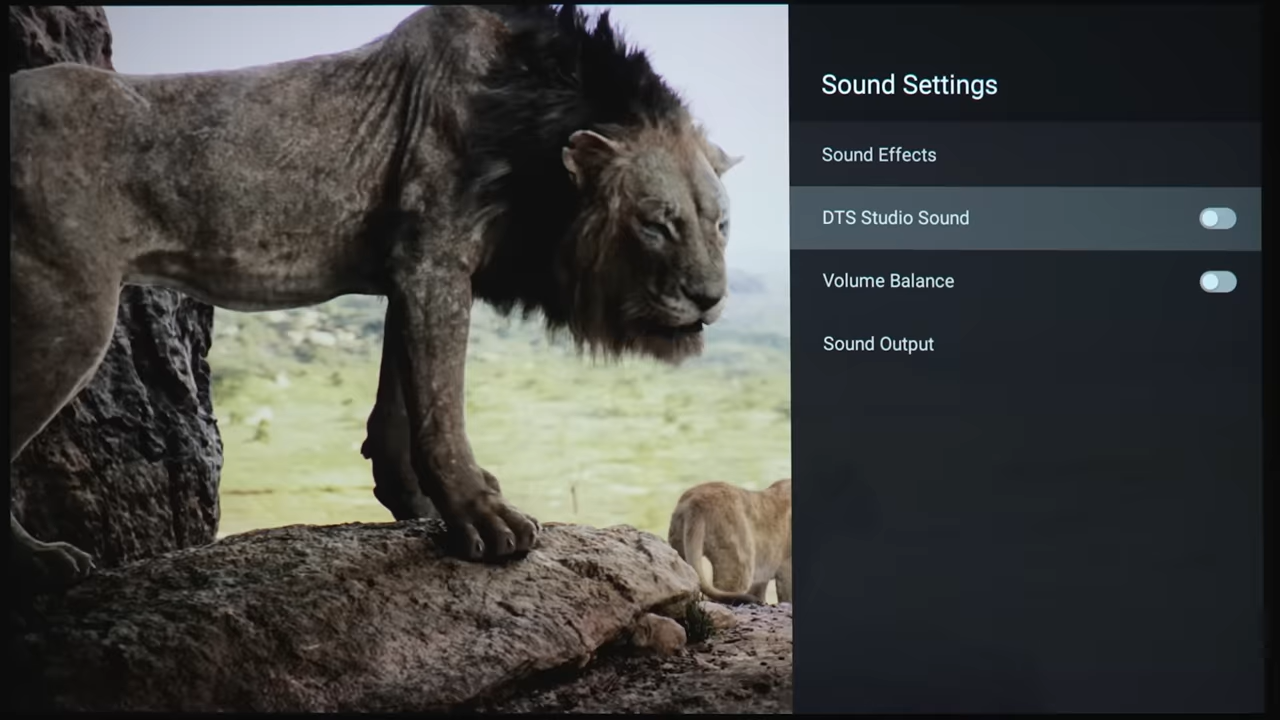 Sound Settings
Sound Effects
DTS Studio Sound
Volume Balance
Sound Output